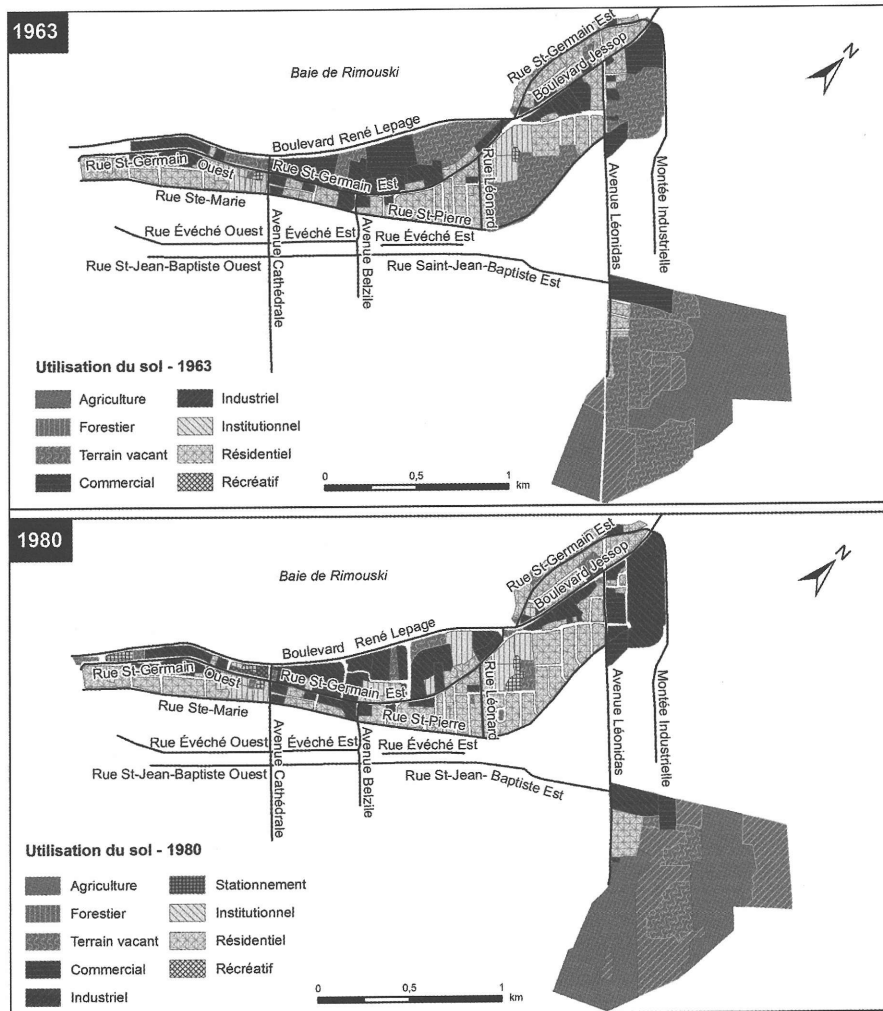 1963
N
Baie de Rimouski
Rue St-Germain Est
Boulevard Jessop
Boulevard René Lepage
Rue St-Germain Ouest
Rue St-Germain Est
Rue Léonard
Rue Ste-Marie
Rue St-Pierre
Avenue Léonidas
Montée Industrielle
Rue Évêché Ouest
Évêché Est
Rue Évêché Est
Rue St-Jean-Baptiste Ouest
Avenue Cathédrale
Avenue Belzile
Rue Saint-Jean-Baptiste Est
Utilisation du sol - 1963
Agriculture
Forestier
Terrain vacant
Commercial
Industriel
Institutionnel
Résidentiel
Récréatif
0
0,5
1
km
1980
N
Baie de Rimouski
Rue St-Germain Est
Boulevard Jessop
Boulevard René Lepage
Rue St-Germain Ouest
Rue St-Germain Est
Rue Léonard
Rue Ste-Marie
Rue St-Pierre
Avenue Léonidas
Montée Industrielle
Rue Évêché Ouest
Évêché Est
Rue Évêché Est
Rue St-Jean-Baptiste Ouest
Avenue Cathédrale
Avenue Belzile
Rue St-Jean- Baptiste Est
Utilisation du sol - 1980
Agriculture
Forestier
Terrain vacant
Commercial
Industriel
Stationnement
Institutionnel
Résidentiel
Récréatif
0
0,5
1
km